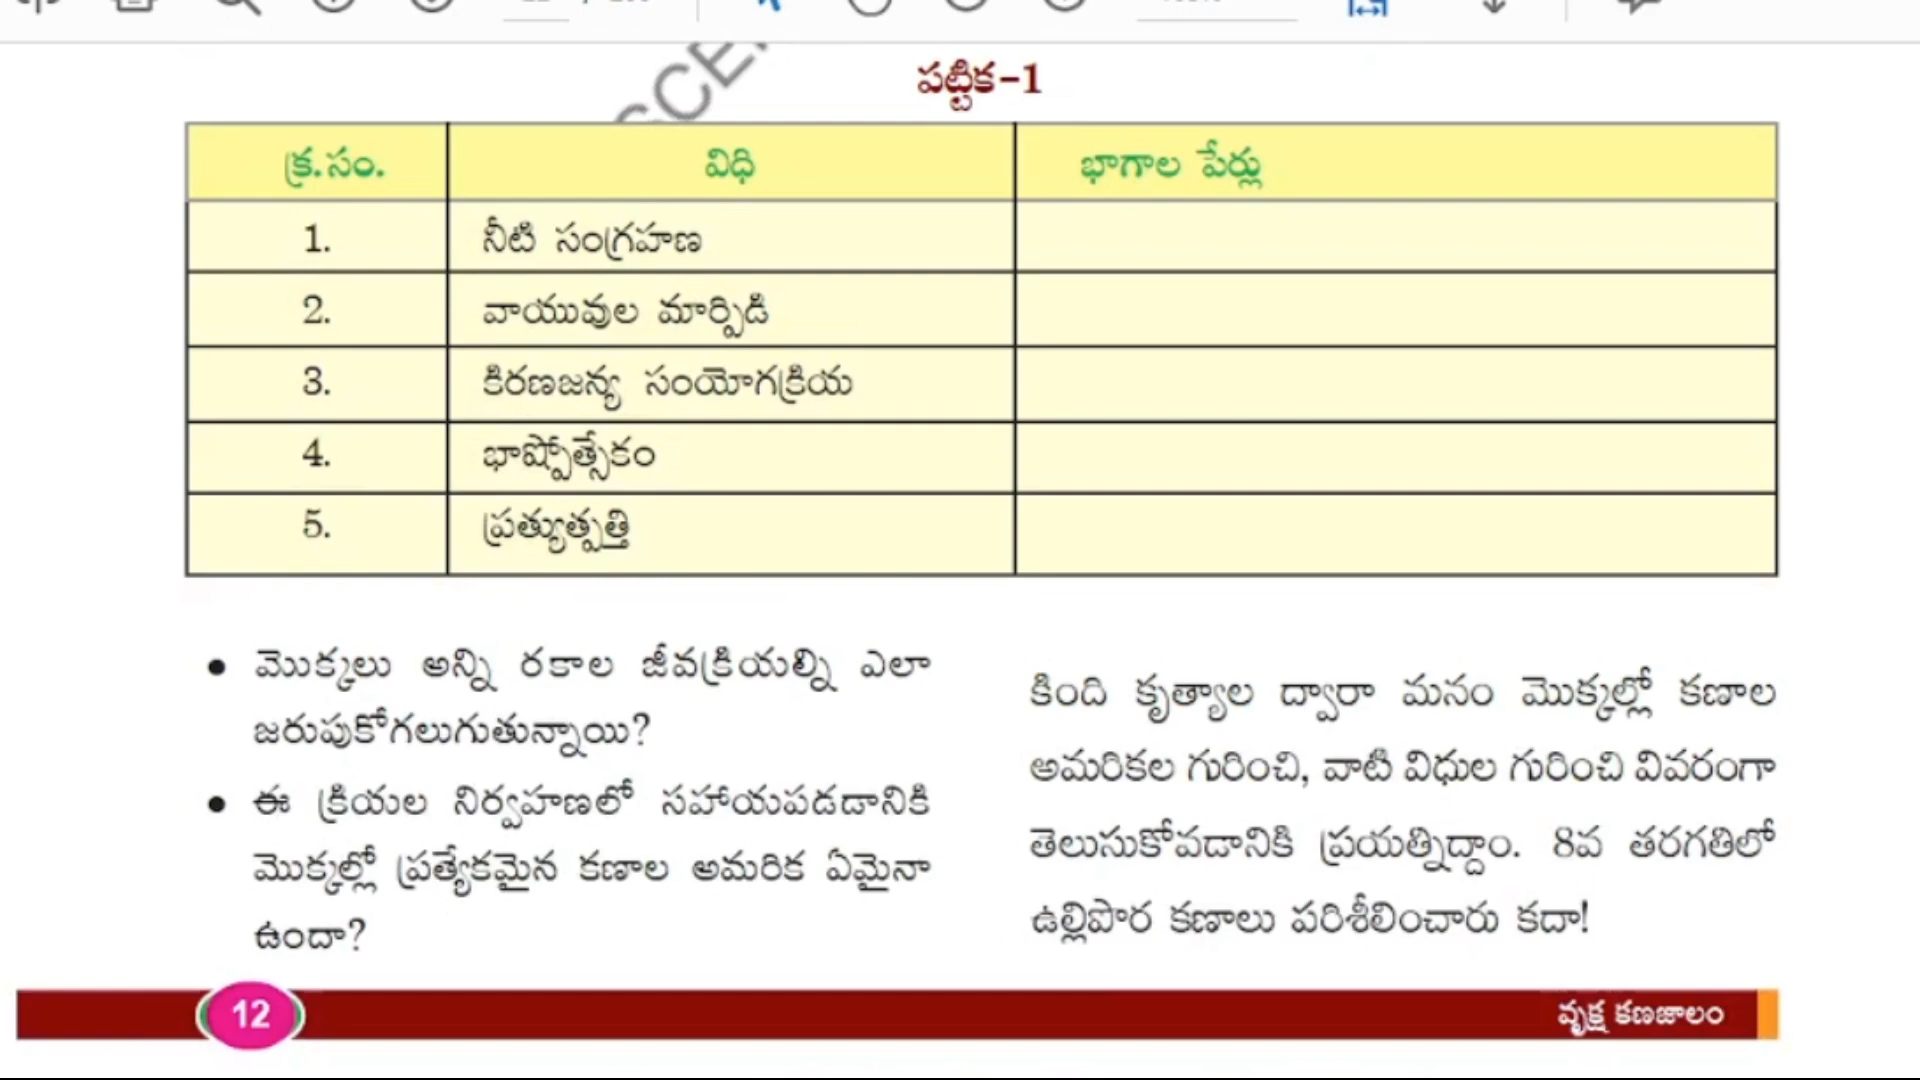 పట్టిక-1
క్ర.సం. విధి భాగాల పేర్లు
1. నీటి సంగ్రహణ
2. వాయువుల మార్పిడి
3. కిరణజన్య సంయోగక్రియ
4. భాష్పోత్సేకం
5. ప్రత్యుత్పత్తి
• మొక్కలు అన్ని రకాల జీవక్రియల్ని ఎలా
జరుపుకోగలుగుతున్నాయి?
• ఈ క్రియల నిర్వహణలో సహాయపడడానికి
మొక్కల్లో ప్రత్యేకమైన కణాల అమరిక ఏమైనా
ఉందా?
కింది కృత్యాల ద్వారా మనం మొక్కల్లో కణాల
అమరికల గురించి, వాటి విధుల గురించి వివరంగా
తెలుసుకోవడానికి ప్రయత్నిద్దాం. 8వ తరగతిలో
ఉల్లిపొర కణాలు పరిశీలించారు కదా!
12 వృక్ష కణజాలం